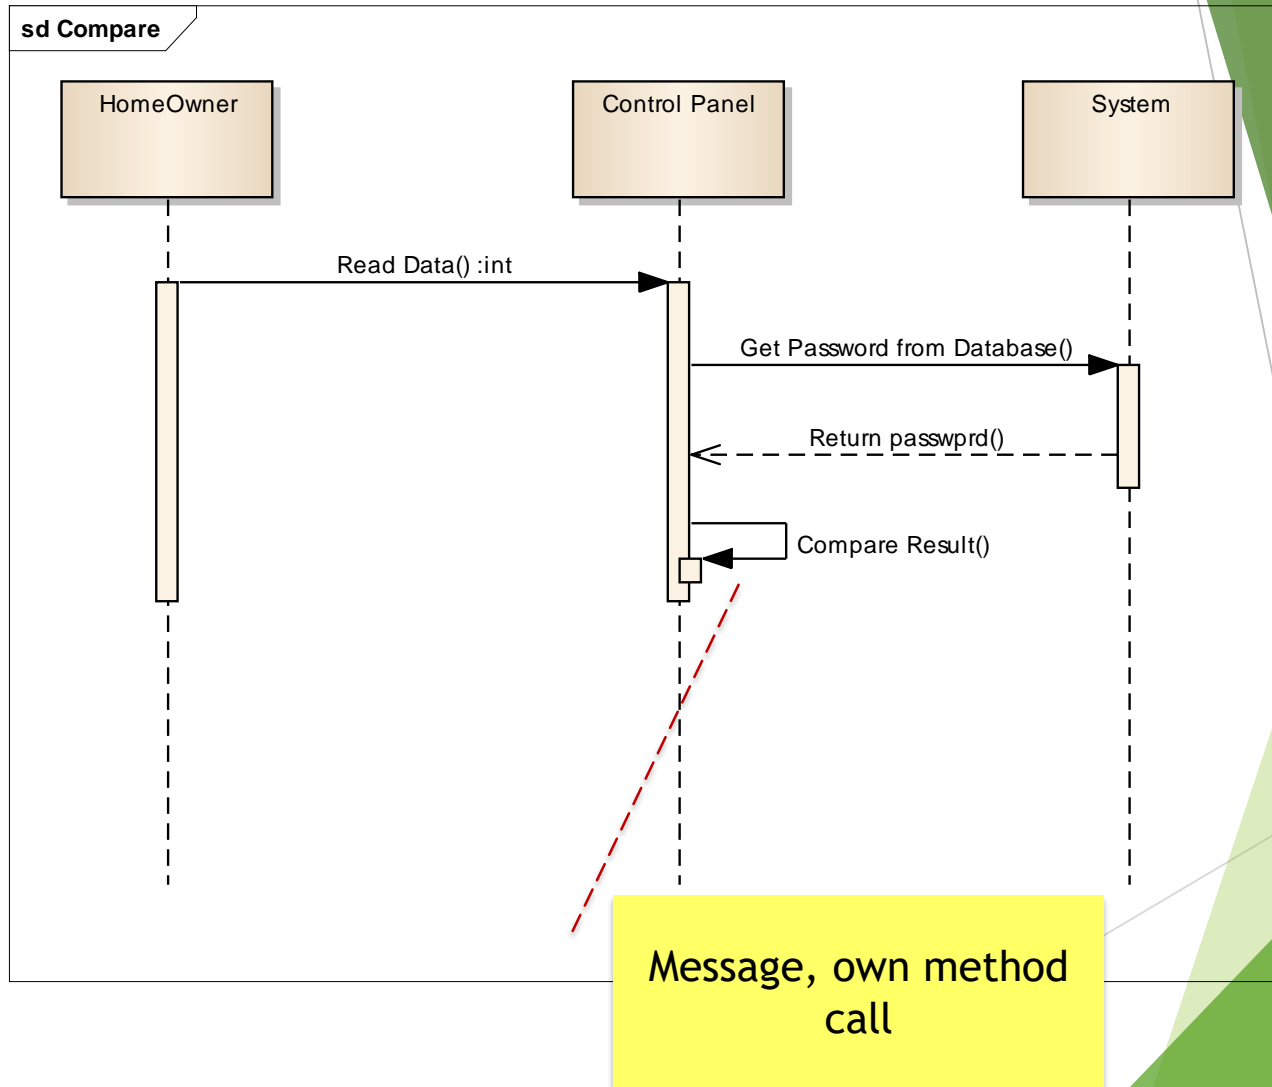 sd Compare
HomeOwner
Control Panel
System
Read Data() :int
Get Password from Database()
Return passwprd()
Compare Result()
Message, own method
call